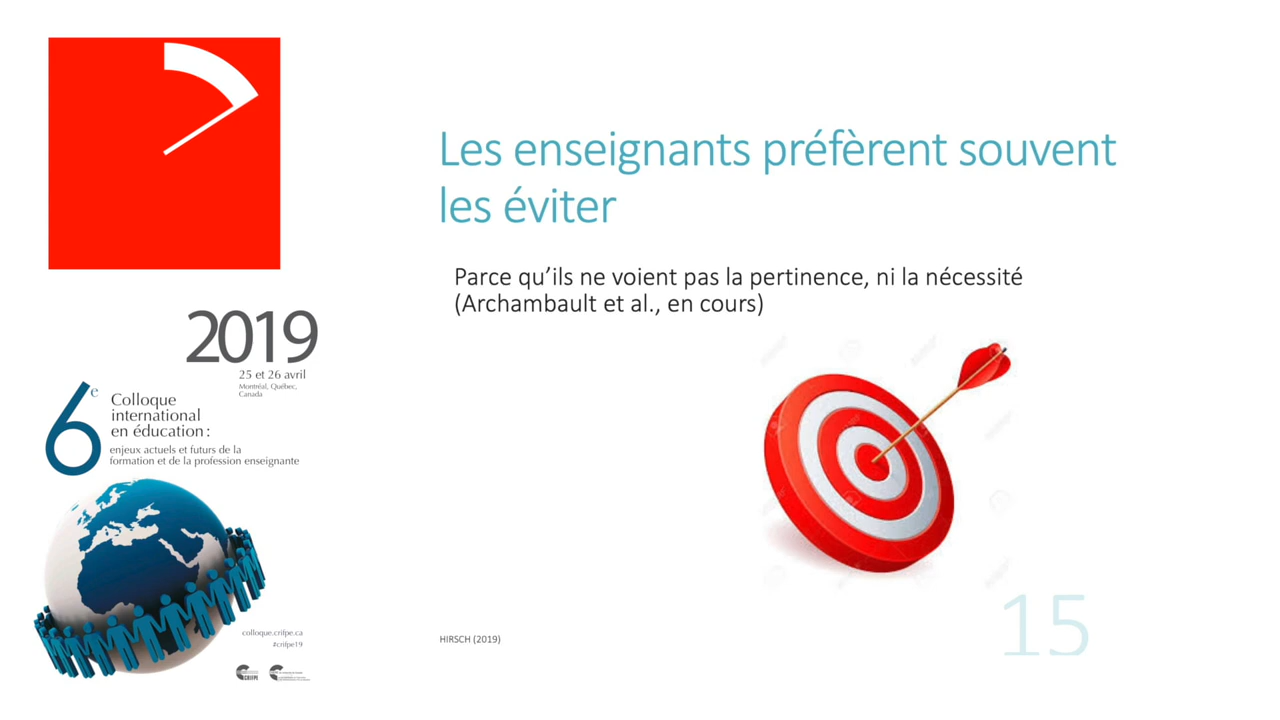 Les enseignants préfèrent souvent
les éviter
Parce qu’ils ne voient pas la pertinence, ni la nécessité
(Archambault et al., en cours)
2019
25 et 26 avril
Montréal, Québec,
Canada
6e
Colloque
international
en éducation :
enjeux actuels et futurs de la
formation et de la profession enseignante
colloque.crifpe.ca
#crifpe19
CRIFPE
HIRSCH (2019)
15